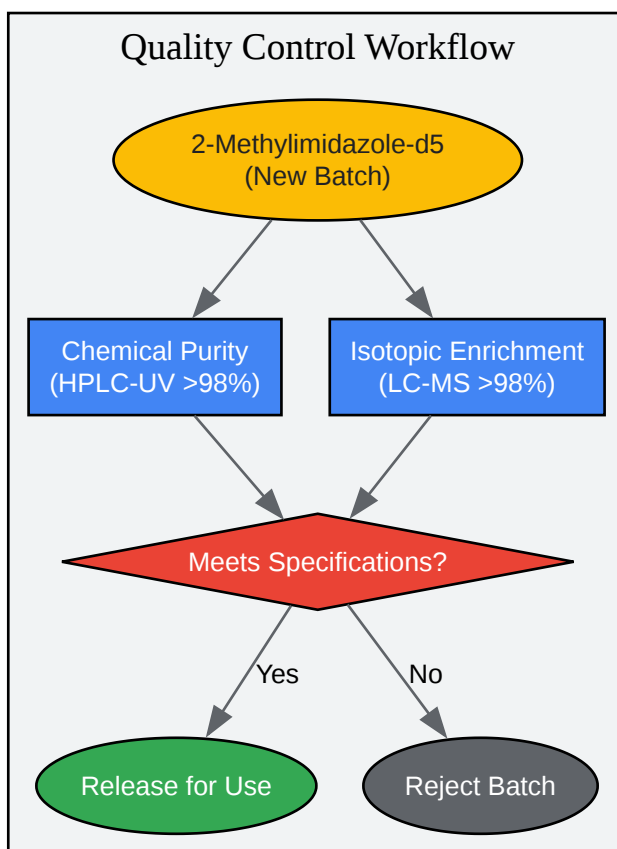 Quality Control Workflow
2-Methylimidazole-d5
(New Batch)
Chemical Purity
(HPLC-UV >98%)
Isotopic Enrichment
(LC-MS >98%)
Meets Specifications?
Yes
No
Release for Use
Reject Batch